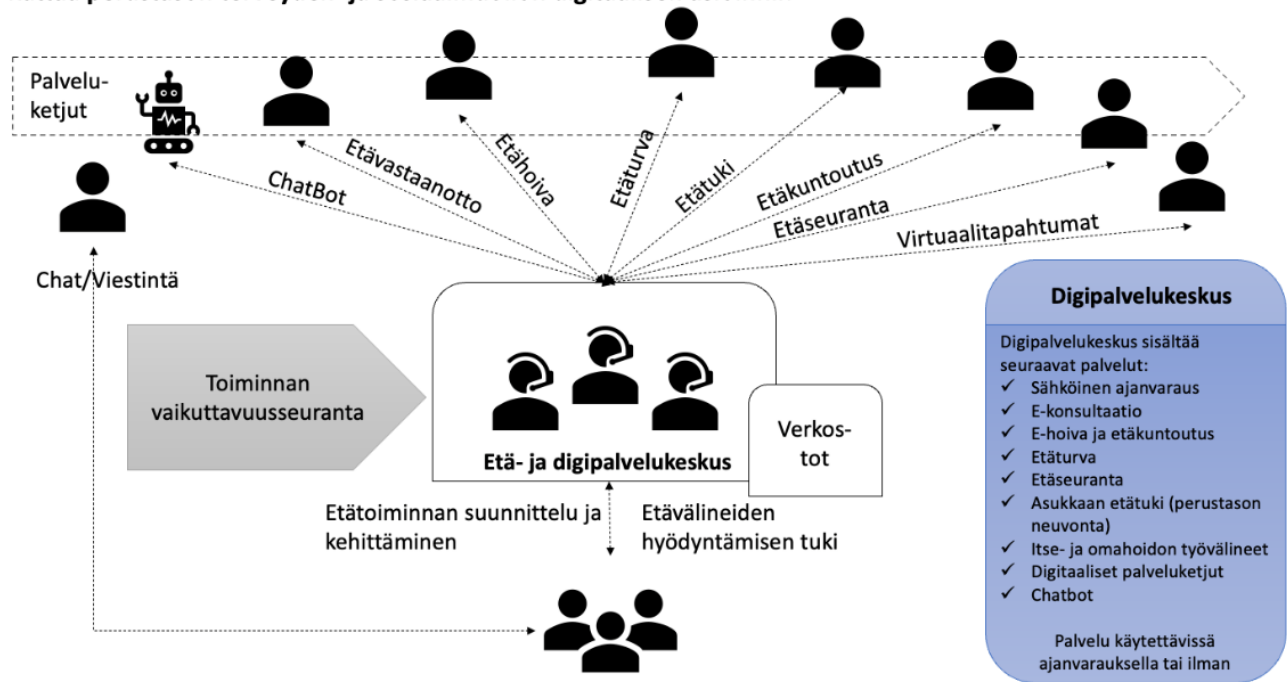 Palvelu-
ketjut
ChatBot
Etävastaanotto
Etähoiva
Etäturva
Etätuki
Etäkuntoutus
Etäseuranta
Virtuaalitapahtumat
Chat/Viestintä
Toiminnan
vaikuttavuusseuranta
Etä- ja digipalvelukeskus
Verkos-
tot
Etätoiminnan suunnittelu ja
kehittäminen
Etävälineiden
hyödyntämisen tuki
Digipalvelukeskus
Digipalvelukeskus sisältää
seuraavat palvelut:
✓ Sähköinen ajanvaraus
✓ E-konsultaatio
✓ E-hoiva ja etäkuntoutus
✓ Etäturva
✓ Etäseuranta
✓ Asukkaan etätuki (perustason
neuvonta)
✓ Itse- ja omahoidon työvälineet
✓ Digitaaliset palveluketjut
✓ Chatbot
Palvelu käytettävissä
ajanvarauksella tai ilman